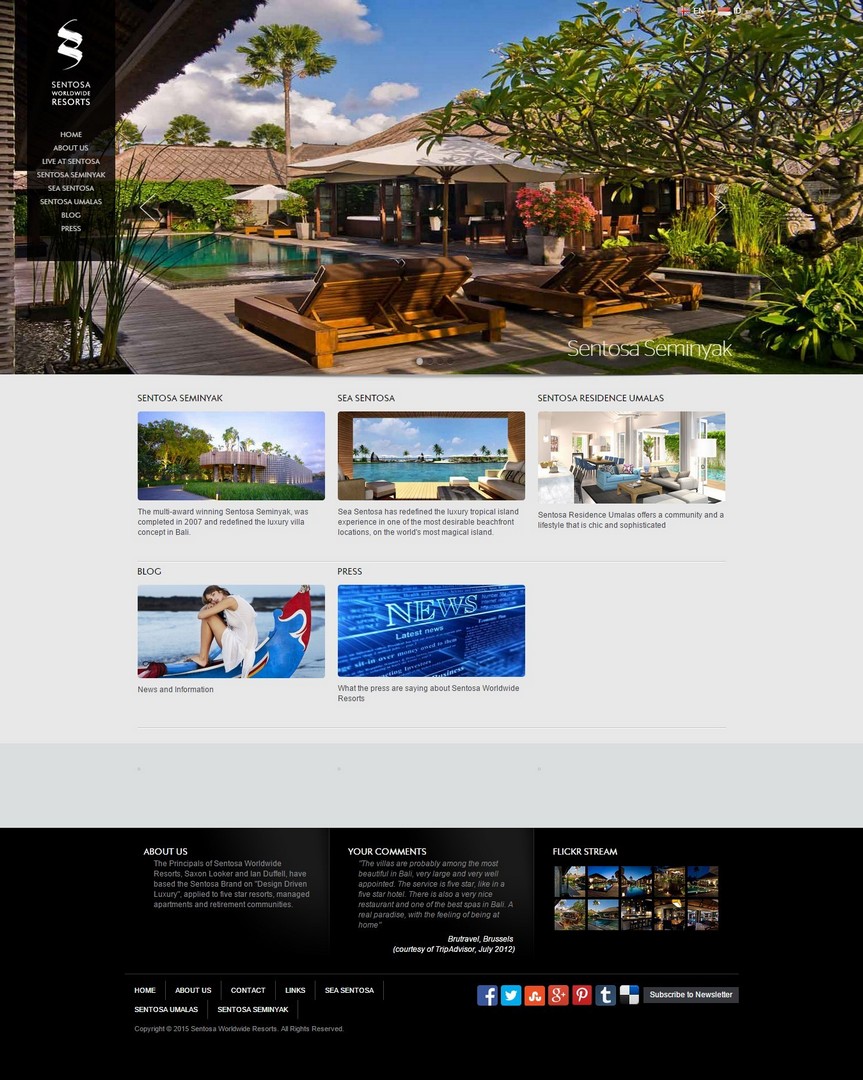 EN
ID
SENTOSA
WORLDWIDE
RESORTS
HOME
ABOUT US
LIVE AT SENTOSA
SENTOSA SEMINYAK
SEA SENTOSA
SENTOSA UMALAS
BLOG
PRESS
Sentosa Seminyak
SENTOSA SEMINYAK
The multi-award winning Sentosa Seminyak, was
completed in 2007 and redefined the luxury villa
concept in Bali.
SEA SENTOSA
Sea Sentosa has redefined the luxury tropical island
experience in one of the most desirable beachfront
locations, on the world's most magical island.
SENTOSA RESIDENCE UMALAS
Sentosa Residence Umalas offers a community and a
lifestyle that is chic and sophisticated
BLOG
News and Information
PRESS
NEWS
Latest news
Economic Plan
sit-in over money owed to them
Investors
Business
What the press are saying about Sentosa Worldwide
Resorts
ABOUT US
The Principals of Sentosa Worldwide
Resorts, Saxon Looker and Ian Duffell, have
based the Sentosa Brand on "Design Driven
Luxury", applied to five star resorts, managed
apartments and retirement communities.
YOUR COMMENTS
"The villas are probably among the most
beautiful in Bali, very large and very well
appointed. The service is five star, like in a
five star hotel. There is also a very nice
restaurant and one of the best spas in Bali. A
real paradise, with the feeling of being at
home"
Brutravel, Brussels
(courtesy of TripAdvisor, July 2012)
FLICKR STREAM
HOME
ABOUT US
CONTACT
LINKS
SEA SENTOSA
SENTOSA UMALAS
SENTOSA SEMINYAK
Subscribe to Newsletter
Copyright © 2015 Sentosa Worldwide Resorts. All Rights Reserved.